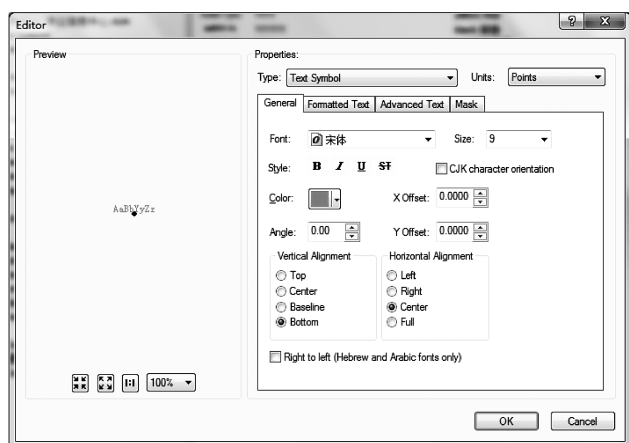 Editor
Preview
Properties:
Type: Text Symbol
Units: Points
General Formatted Text Advanced Text Mask
Font: 宋体
Size: 9
Style: B I U ST
CJK character orientation
Color:
X Offset: 0.0000
AaBbYyZz
Angle: 0.00
Y Offset: 0.0000
Vertical Alignment
Horizontal Alignment
Top
Left
Center
Right
Baseline
Center
Bottom
Full
Right to left (Hebrew and Arabic fonts only)
1:1
100%
OK
Cancel